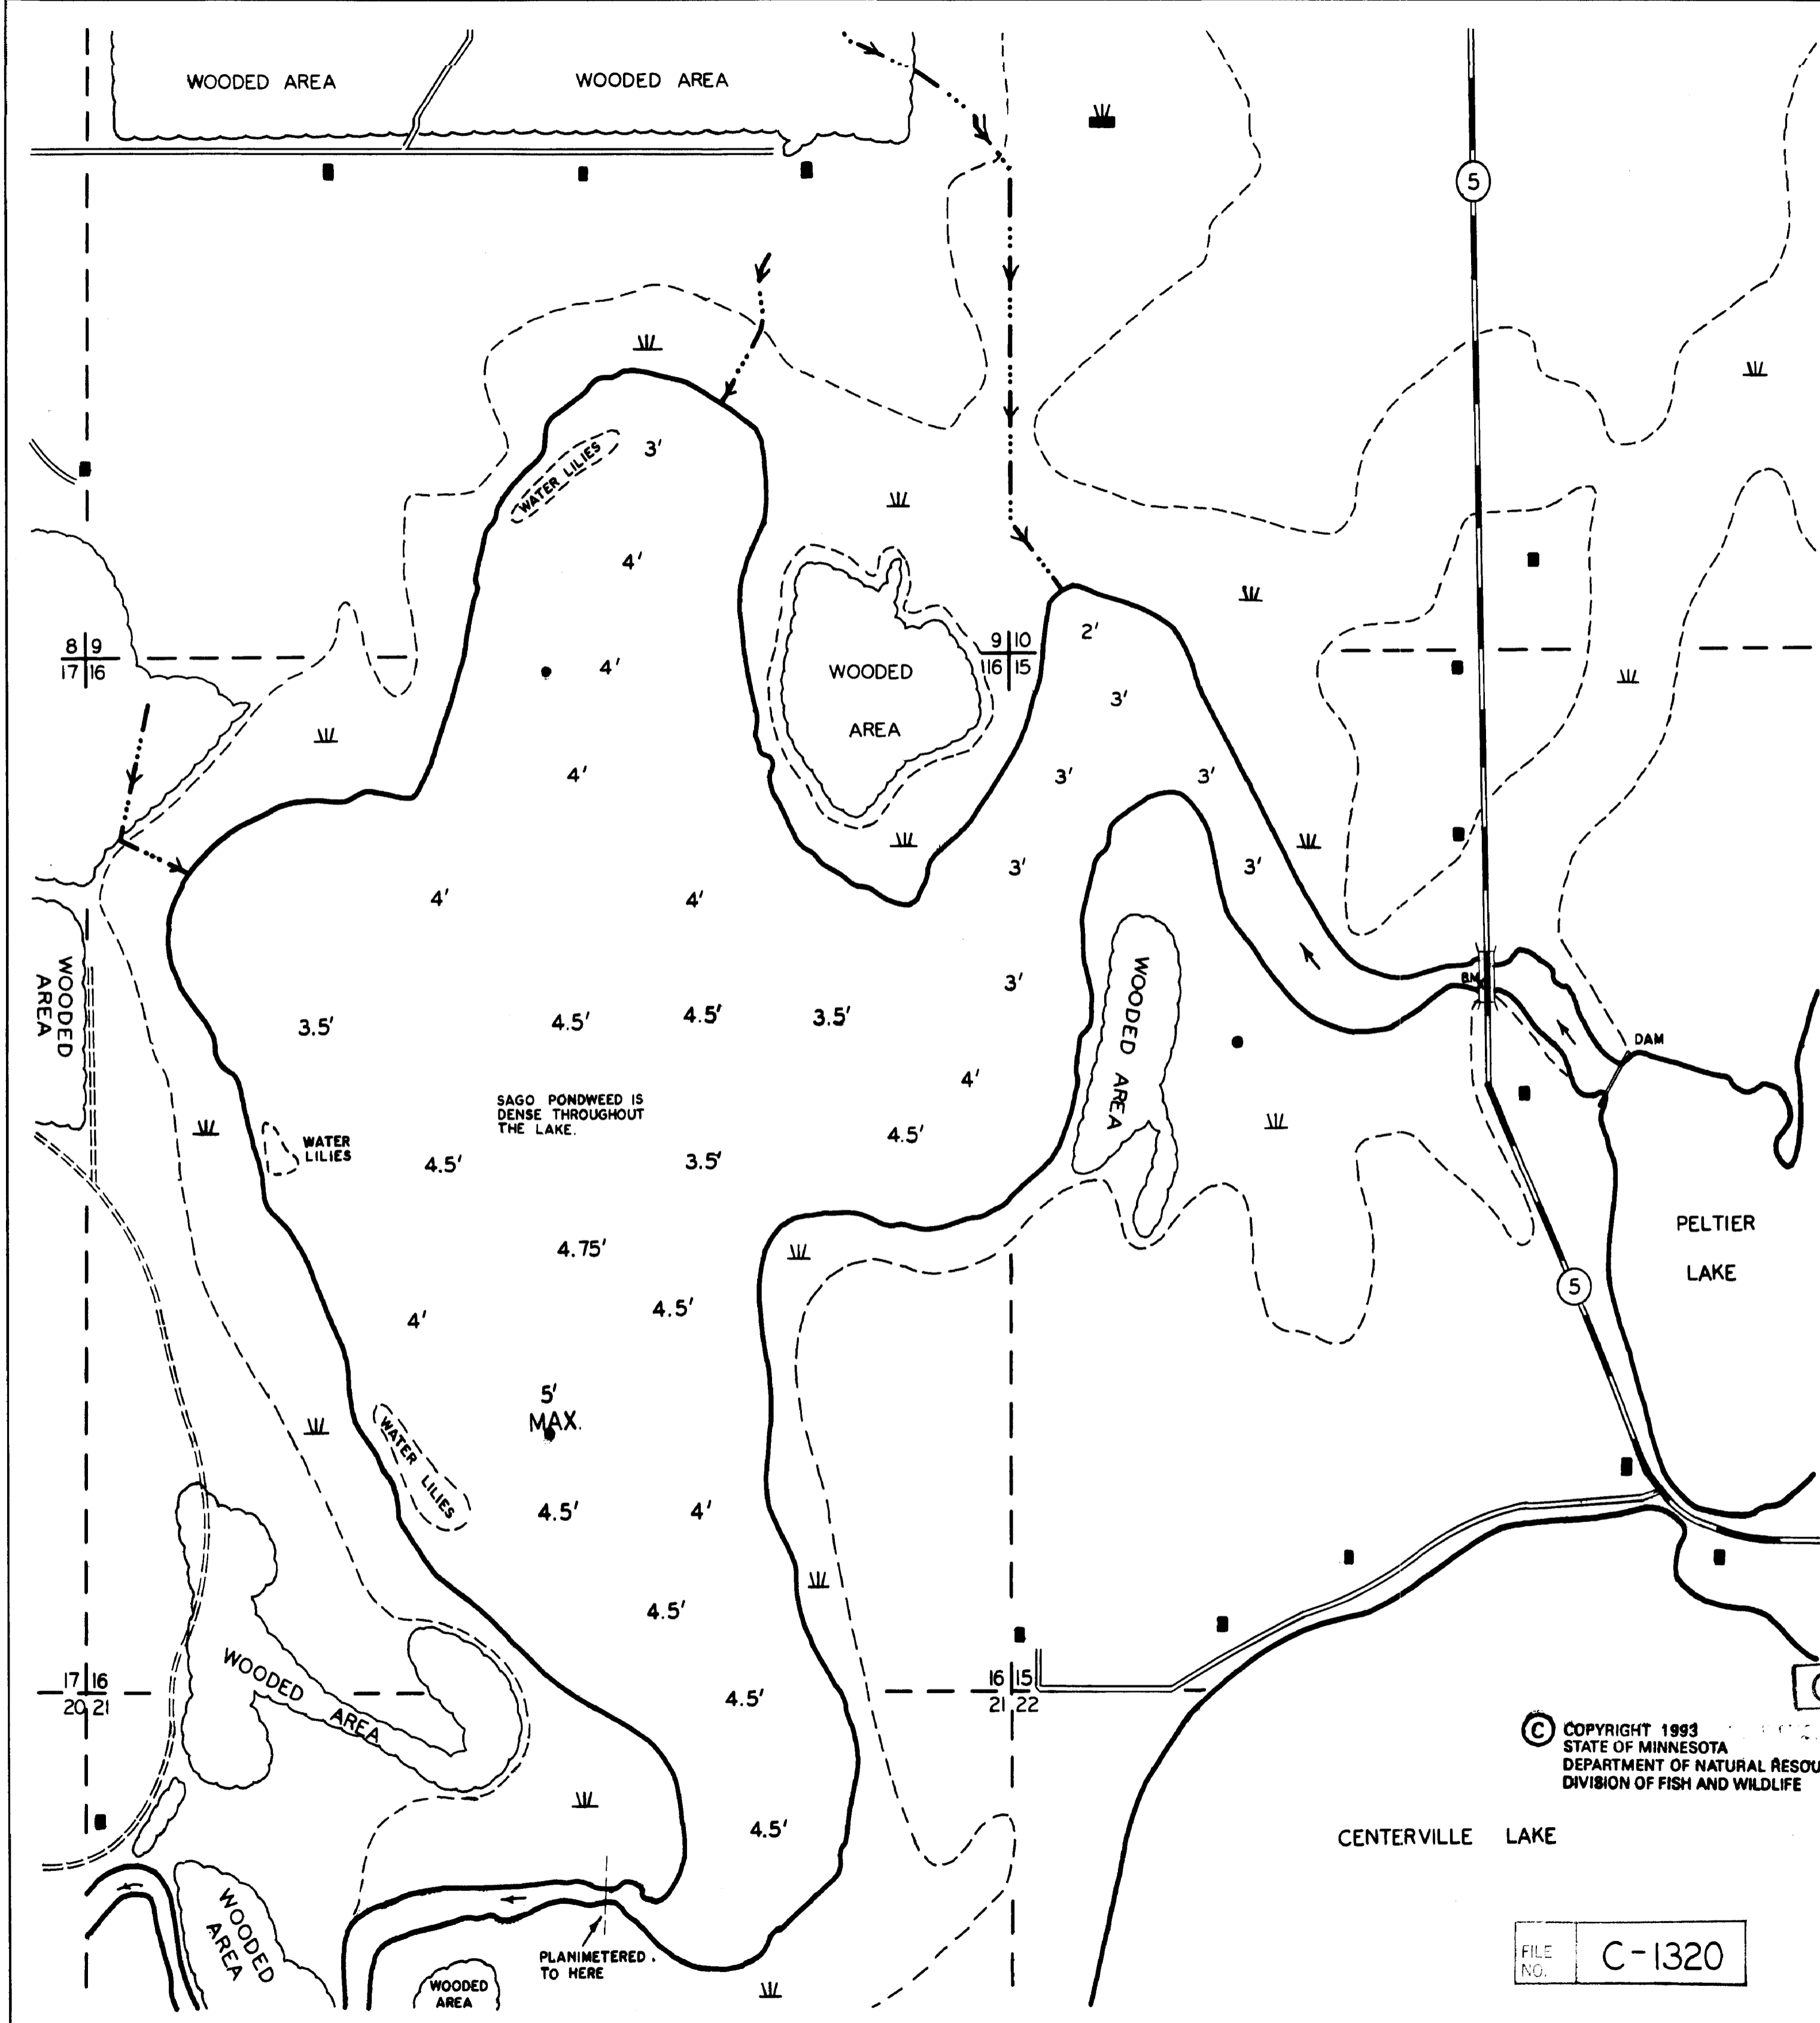 WOODED AREA
WOODED AREA
5
WATER LILIES
3'
4'
8 9
17 16
4'
WOODED
AREA
9 10
16 15
2'
3'
4'
3'
3'
4'
4'
3'
3'
WOODED
AREA
WOODED AREA
3'
B.M.
3.5'
4.5'
4.5'
3.5'
DAM
4'
SAGO PONDWEED IS
DENSE THROUGHOUT
THE LAKE.
WATER
LILIES
4.5'
3.5'
4.5'
PELTIER
LAKE
4.75'
4.5'
4'
5
5'
MAX.
WATER LILIES
4.5'
4'
4.5'
WOODED
AREA
17 16
20 21
4.5'
16 15
21 22
C COPYRIGHT 1993
STATE OF MINNESOTA
DEPARTMENT OF NATURAL RESOU
DIVISION OF FISH AND WILDLIFE
4.5'
CENTERVILLE LAKE
WOODED
AREA
PLANIMETERED
TO HERE
WOODED
AREA
FILE
NO.
C-1320